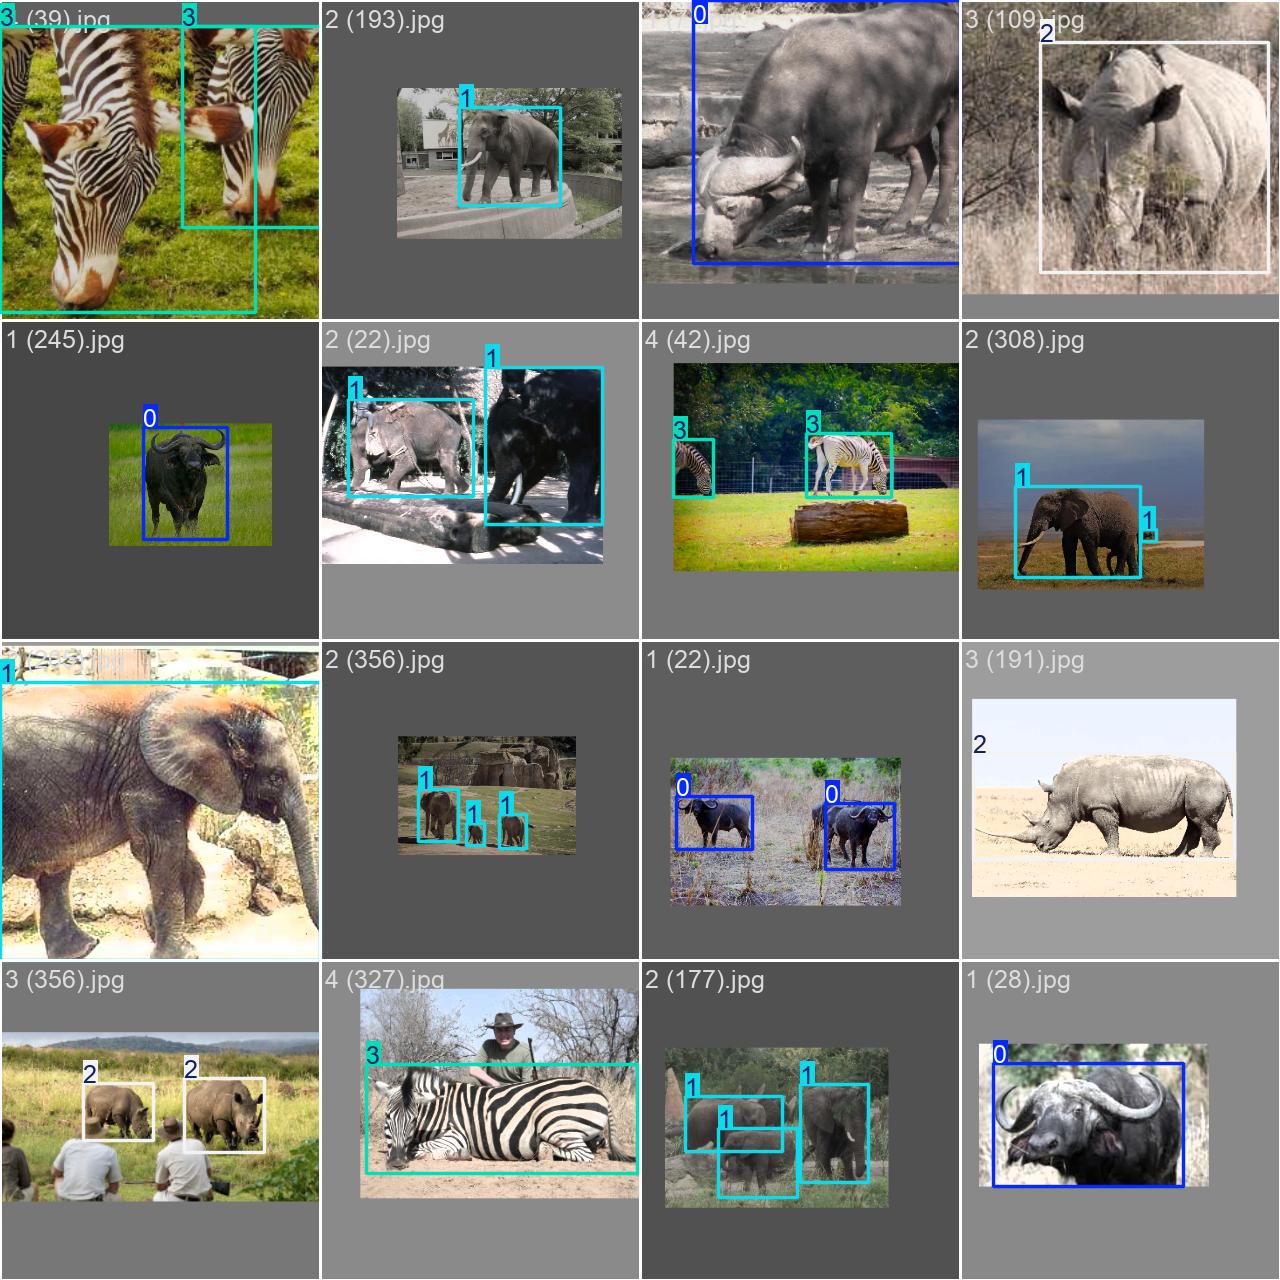 3 3
(39).jpg
2 (193).jpg
1
0
3 (109).jpg
2
1 (245).jpg
0
2 (22).jpg
1 1
4 (42).jpg
3 3
2 (308).jpg
1 1
1
2 (356).jpg
1 1 1
1 (22).jpg
0 0
3 (191).jpg
2
3 (356).jpg
2 2
4 (327).jpg
3
2 (177).jpg
1 1 1
1 (28).jpg
0